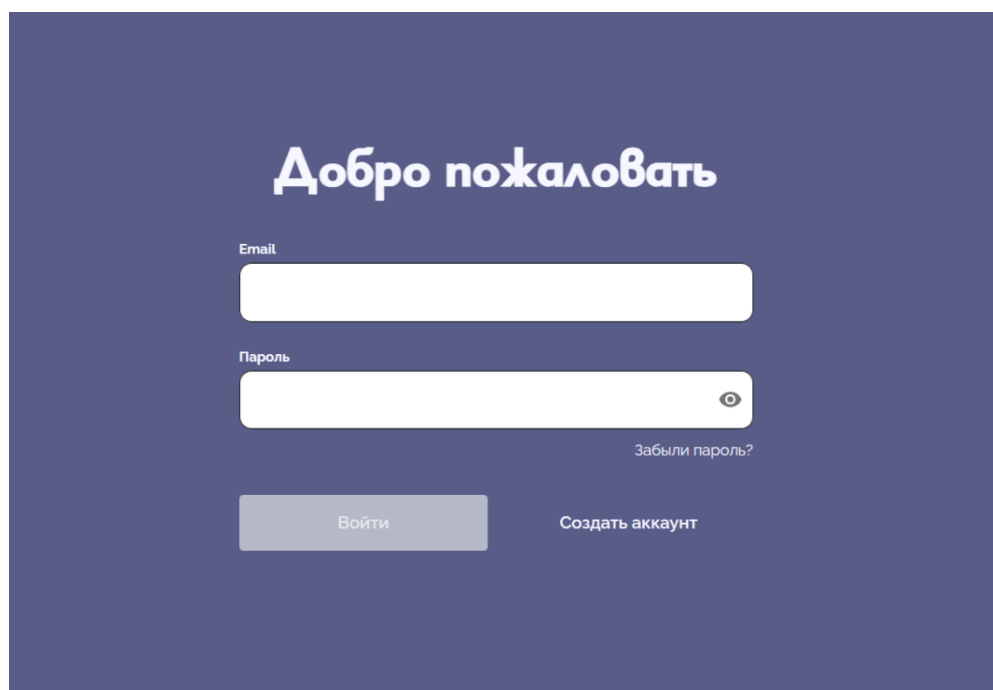 Добро пожаловать
Email
Пароль
Забыли пароль?
Войти
Создать аккаунт